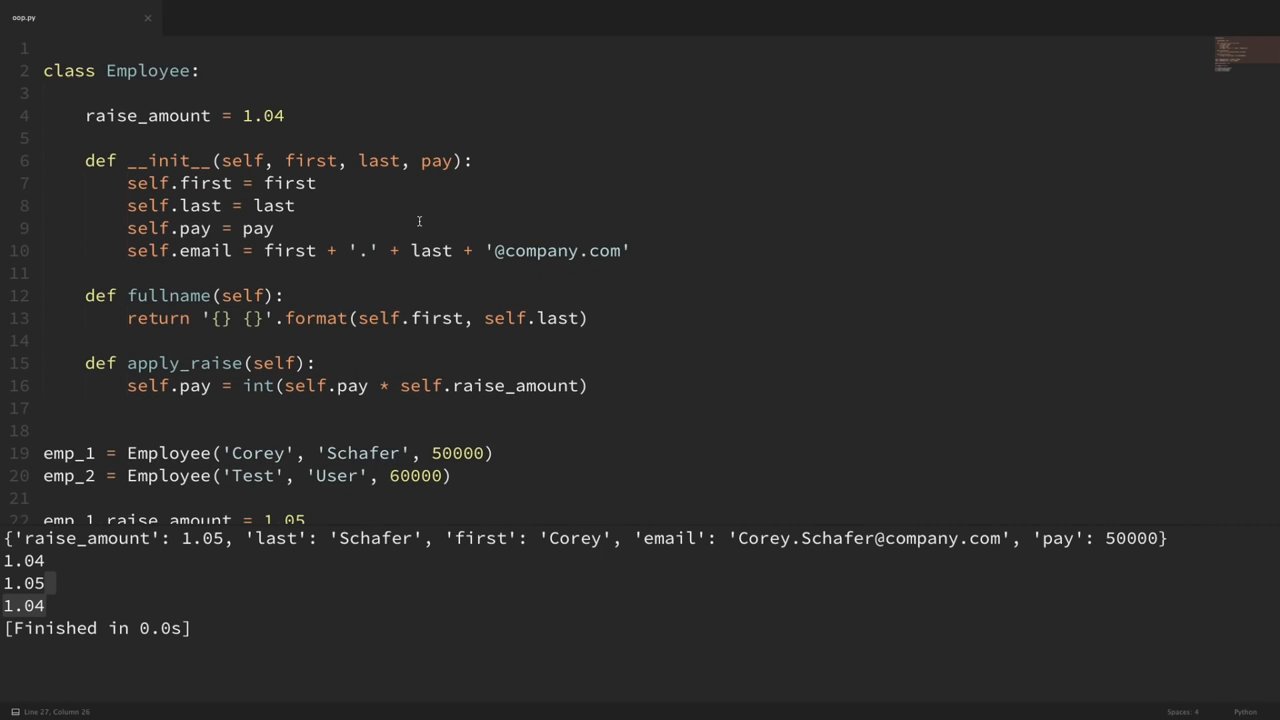 oop.py ×
1
2 class Employee:
3
4     raise_amount = 1.04
5
6     def __init__(self, first, last, pay):
7         self.first = first
8         self.last = last
9         self.pay = pay
10         self.email = first + '.' + last + '@company.com'
11
12     def fullname(self):
13         return '{} {}'.format(self.first, self.last)
14
15     def apply_raise(self):
16         self.pay = int(self.pay * self.raise_amount)
17
18
19 emp_1 = Employee('Corey', 'Schafer', 50000)
20 emp_2 = Employee('Test', 'User', 60000)
21
22 emp_1.raise_amount = 1.05
{'raise_amount': 1.05, 'last': 'Schafer', 'first': 'Corey', 'email': 'Corey.Schafer@company.com', 'pay': 50000}
1.04
1.05
1.04
[Finished in 0.0s]
Line 27, Column 26 Spaces: 4 Python